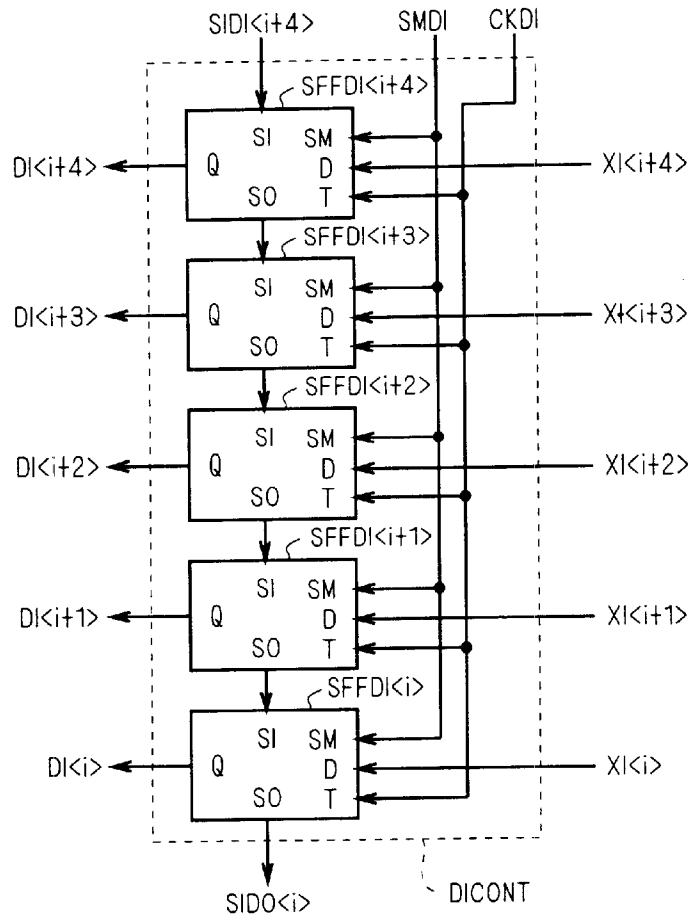 SIDI<i+4> SMDI CKDI
SFFDI<i+4>
SI SM
DI<i+4> Q D XI<i+4>
SO T
SFFDI<i+3>
SI SM
DI<i+3> Q D XI<i+3>
SO T
SFFDI<i+2>
SI SM
DI<i+2> Q D XI<i+2>
SO T
SFFDI<i+1>
SI SM
DI<i+1> Q D XI<i+1>
SO T
SFFDI<i>
SI SM
DI<i> Q D XI<i>
SO T
SIDO<i> DICONT